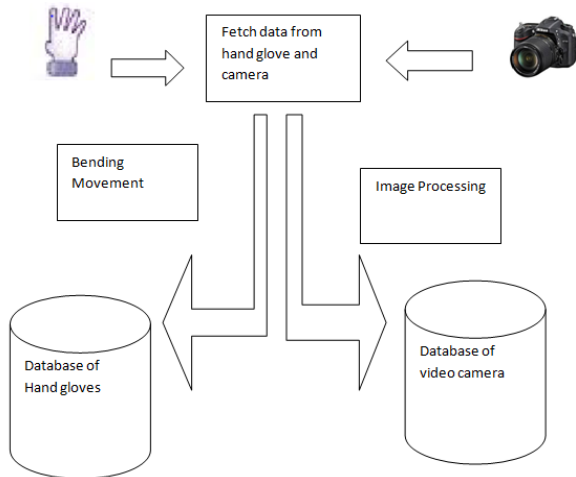 Fetch data from
hand glove and
camera
Bending
Movement
Image Processing
Database of
Hand gloves
Database of
video camera